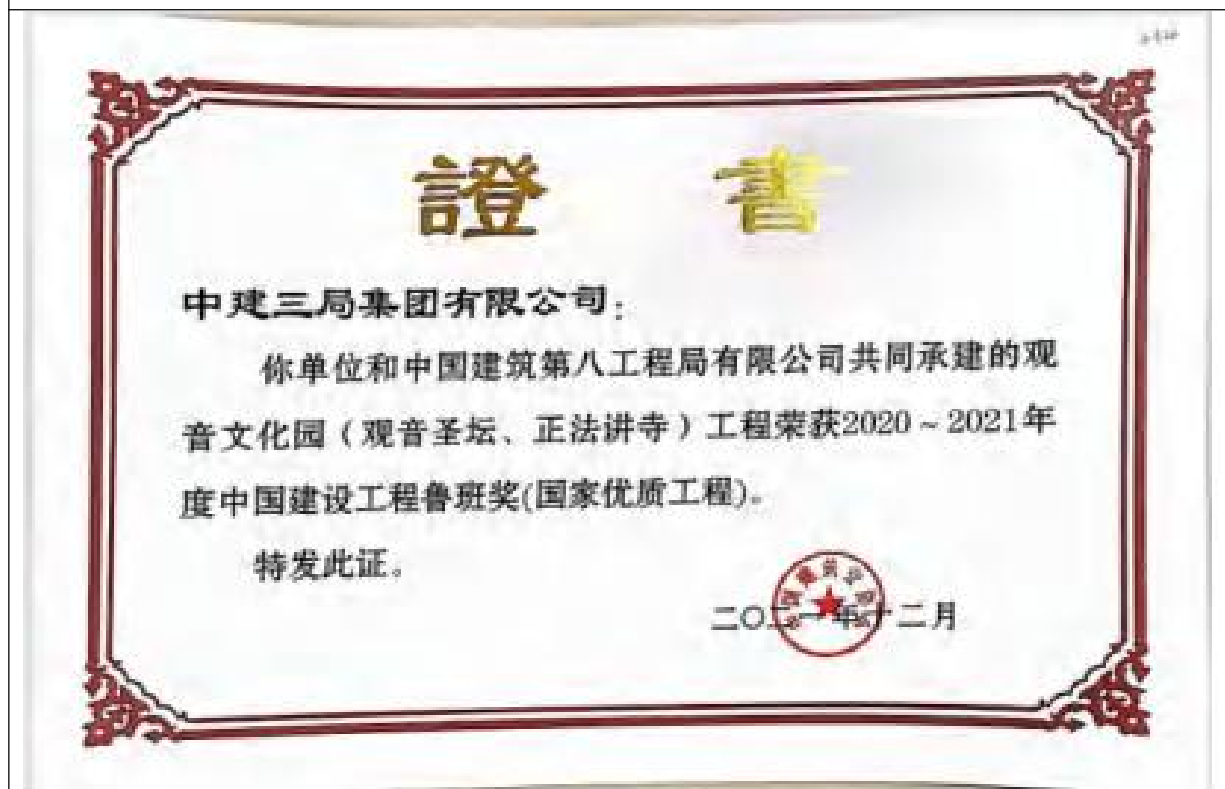 證 書
中建三局集团有限公司：
你单位和中国建筑第八工程局有限公司共同承建的观
音文化园（观音圣坛、正法讲寺）工程荣获2020～2021年
度中国建设工程鲁班奖(国家优质工程)。
特发此证。
二〇二一年十二月